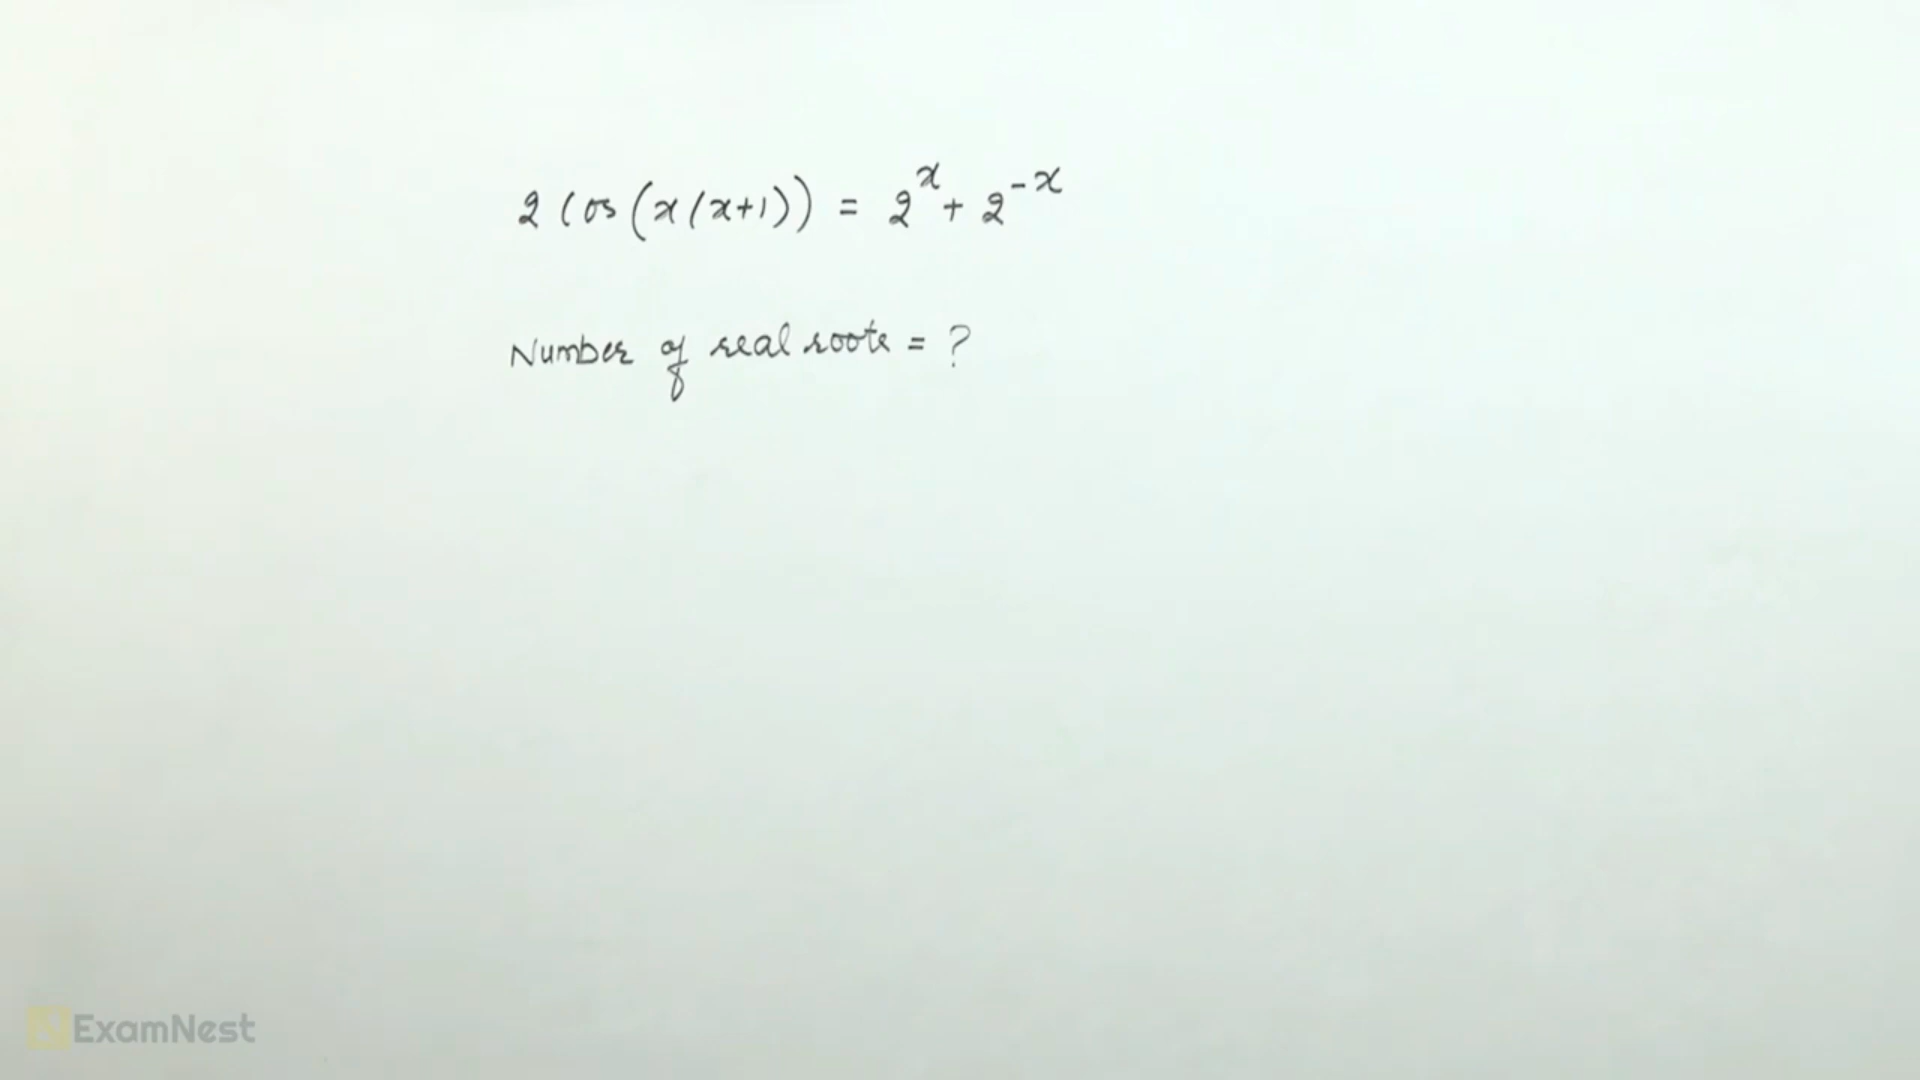 2 cos (x(x+1)) = 2^x + 2^-x
Number of real roots = ?
ExamNest